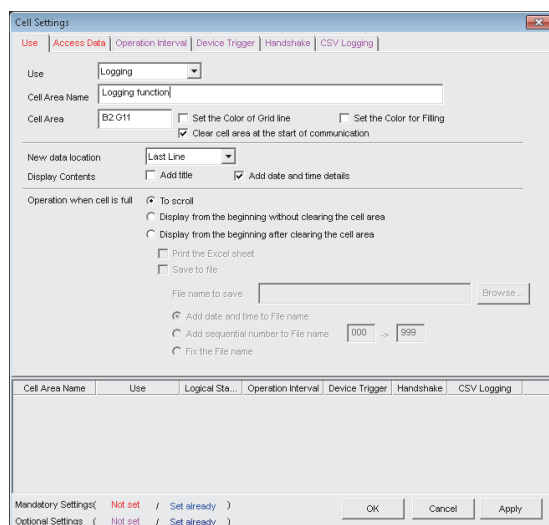 Cell Settings
Use Access Data Operation Interval Device Trigger Handshake CSV Logging
Use Logging
Cell Area Name Logging function
Cell Area B2:G11 Set the Color of Grid line Set the Color for Filling
Clear cell area at the start of communication
New data location Last Line
Display Contents Add title Add date and time details
Operation when cell is full To scroll
Display from the beginning without clearing the cell area
Display from the beginning after clearing the cell area
Print the Excel sheet
Save to file
File name to save Browse...
Add date and time to File name
Add sequential number to File name 000 -> 999
Fix the File name
Cell Area Name Use Logical Sta... Operation Interval Device Trigger Handshake CSV Logging
Mandatory Settings( Not set / Set already ) OK Cancel Apply
Optional Settings ( Not set / Set already )